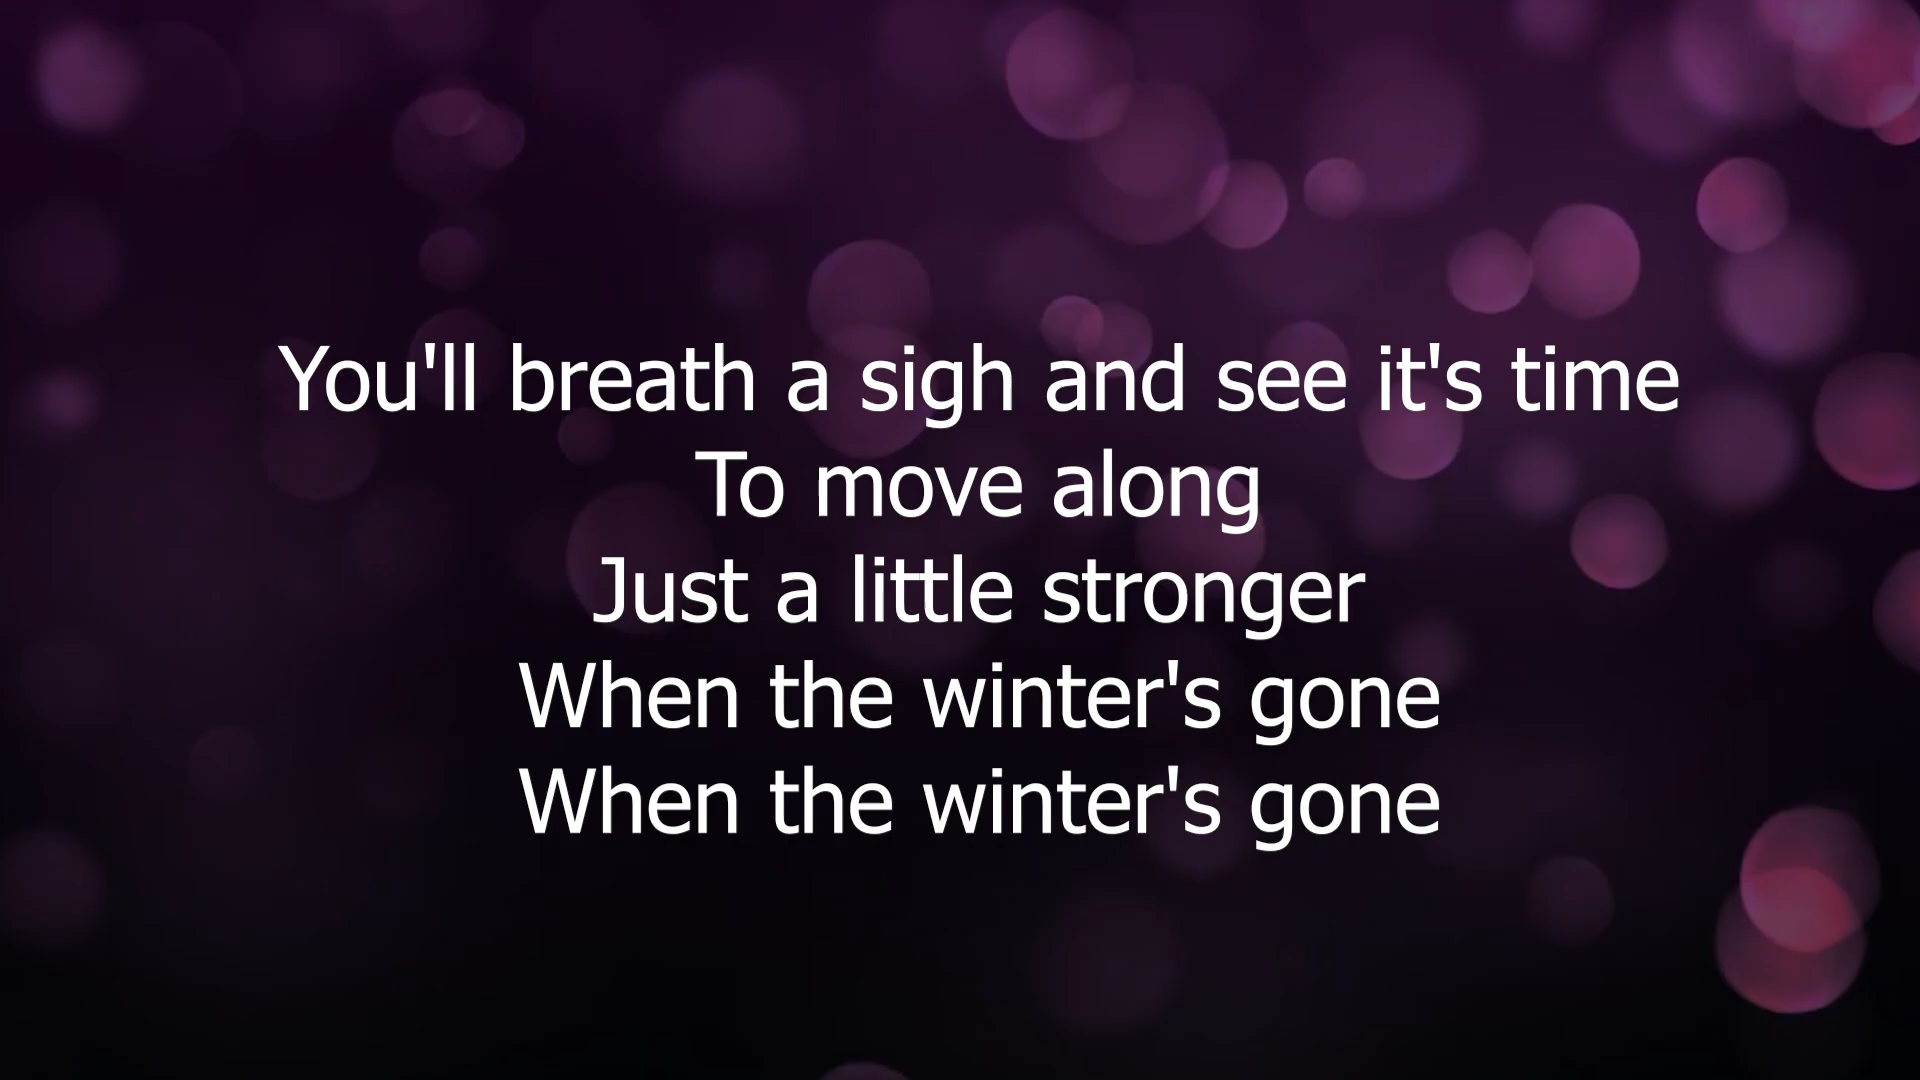 You'll breath a sigh and see it's time
To move along
Just a little stronger
When the winter's gone
When the winter's gone